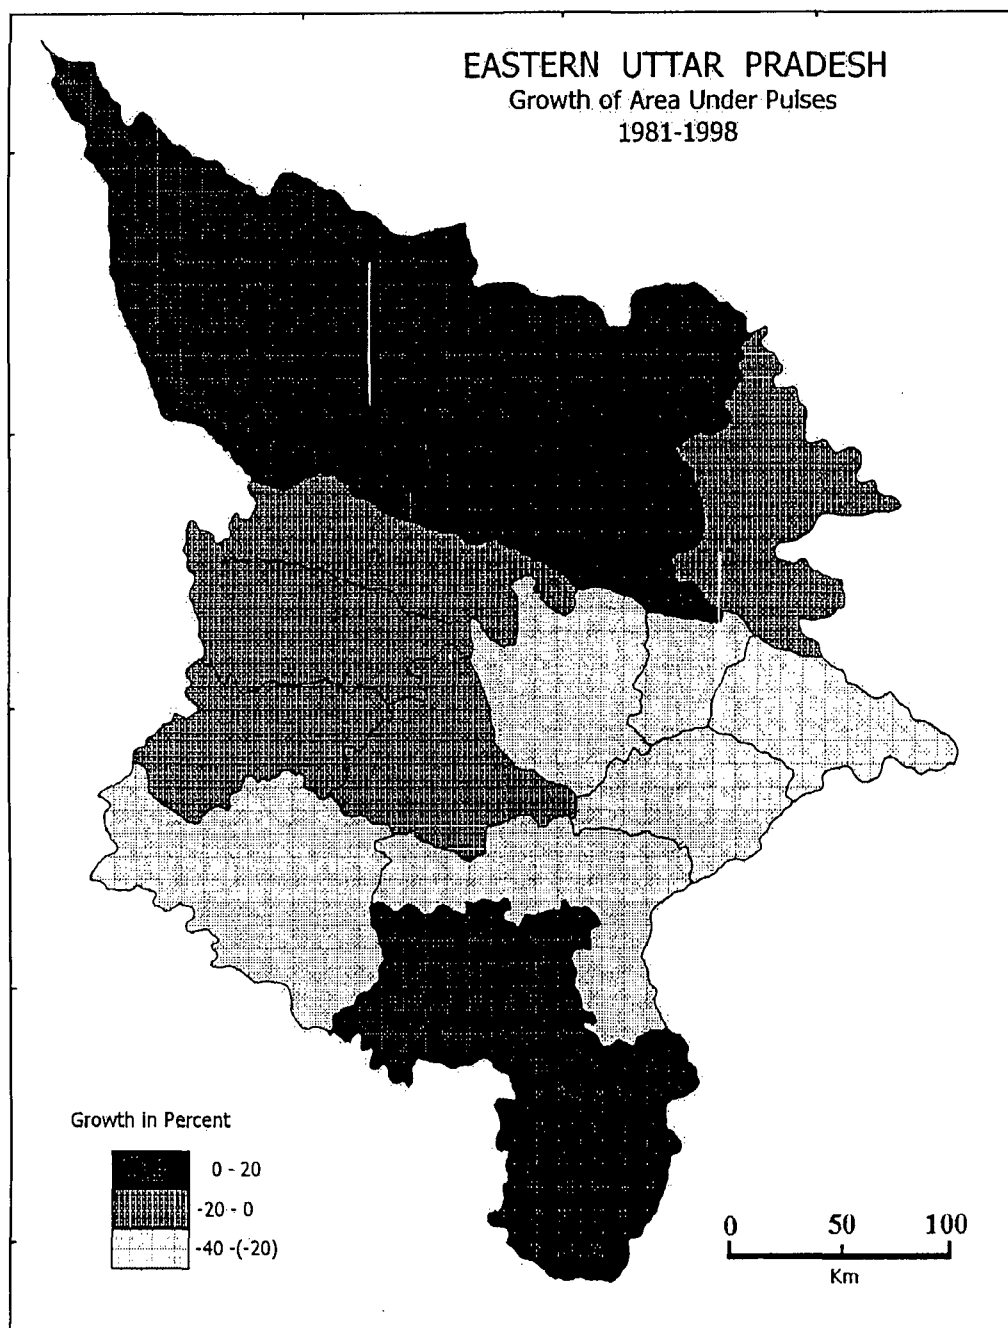 EASTERN UTTAR PRADESH
Growth of Area Under Pulses
1981-1998
Growth in Percent
0 - 20
-20 - 0
-40 -(-20)
0 50 100
Km